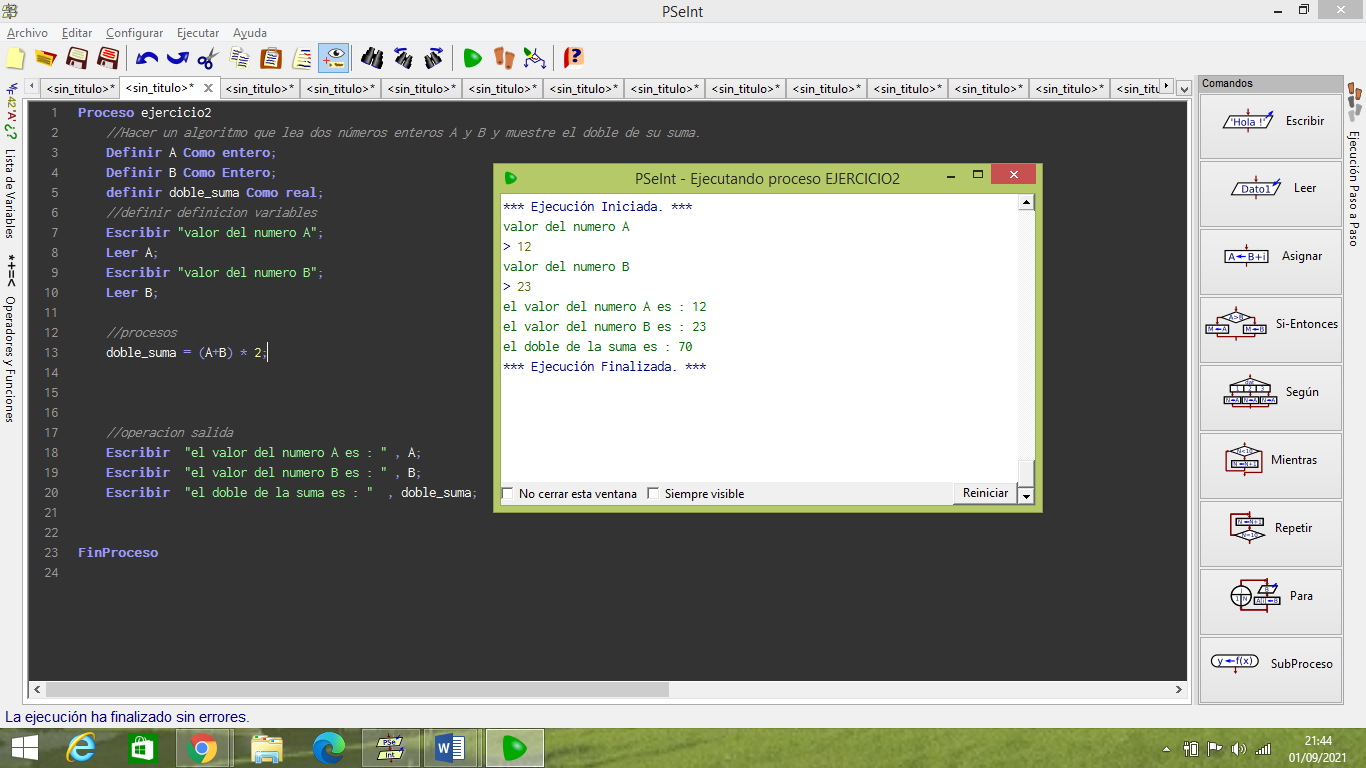 PSeInt
Archivo Editar Configurar Ejecutar Ayuda
<sin_titulo>* <sin_titulo>* <sin_titulo>* <sin_titulo>* <sin_titulo>* <sin_titulo>* <sin_titulo>* <sin_titulo>* <sin_titulo>* <sin_titulo>* <sin_titulo>* <sin_titulo>* <sin_titulo>* <sin_titu
Lista de Variables
*+=< Operadores y Funciones
1 Proceso ejercicio2
2 //Hacer un algoritmo que lea dos números enteros A y B y muestre el doble de su suma.
3 Definir A Como entero;
4 Definir B Como Entero;
5 definir doble_suma Como real;
6 //definir definicion variables
7 Escribir "valor del numero A";
8 Leer A;
9 Escribir "valor del numero B";
10 Leer B;
11
12 //procesos
13 doble_suma = (A+B) * 2;
14
15
16
17 //operacion salida
18 Escribir "el valor del numero A es : " , A;
19 Escribir "el valor del numero B es : " , B;
20 Escribir "el doble de la suma es : " , doble_suma;
21
22
23 FinProceso
24
PSeInt - Ejecutando proceso EJERCICIO2
*** Ejecución Iniciada. ***
valor del numero A
> 12
valor del numero B
> 23
el valor del numero A es : 12
el valor del numero B es : 23
el doble de la suma es : 70
*** Ejecución Finalizada. ***
No cerrar esta ventana Siempre visible Reiniciar
Comandos
'Hola !' Escribir
Dato1 Leer
A←B+i Asignar
A>B M←A M←B Si-Entonces
Según
Mientras
Repetir
Para
y←f(x) SubProceso
Ejecución Paso a Paso
La ejecución ha finalizado sin errores.
PSe Int
21:44
01/09/2021